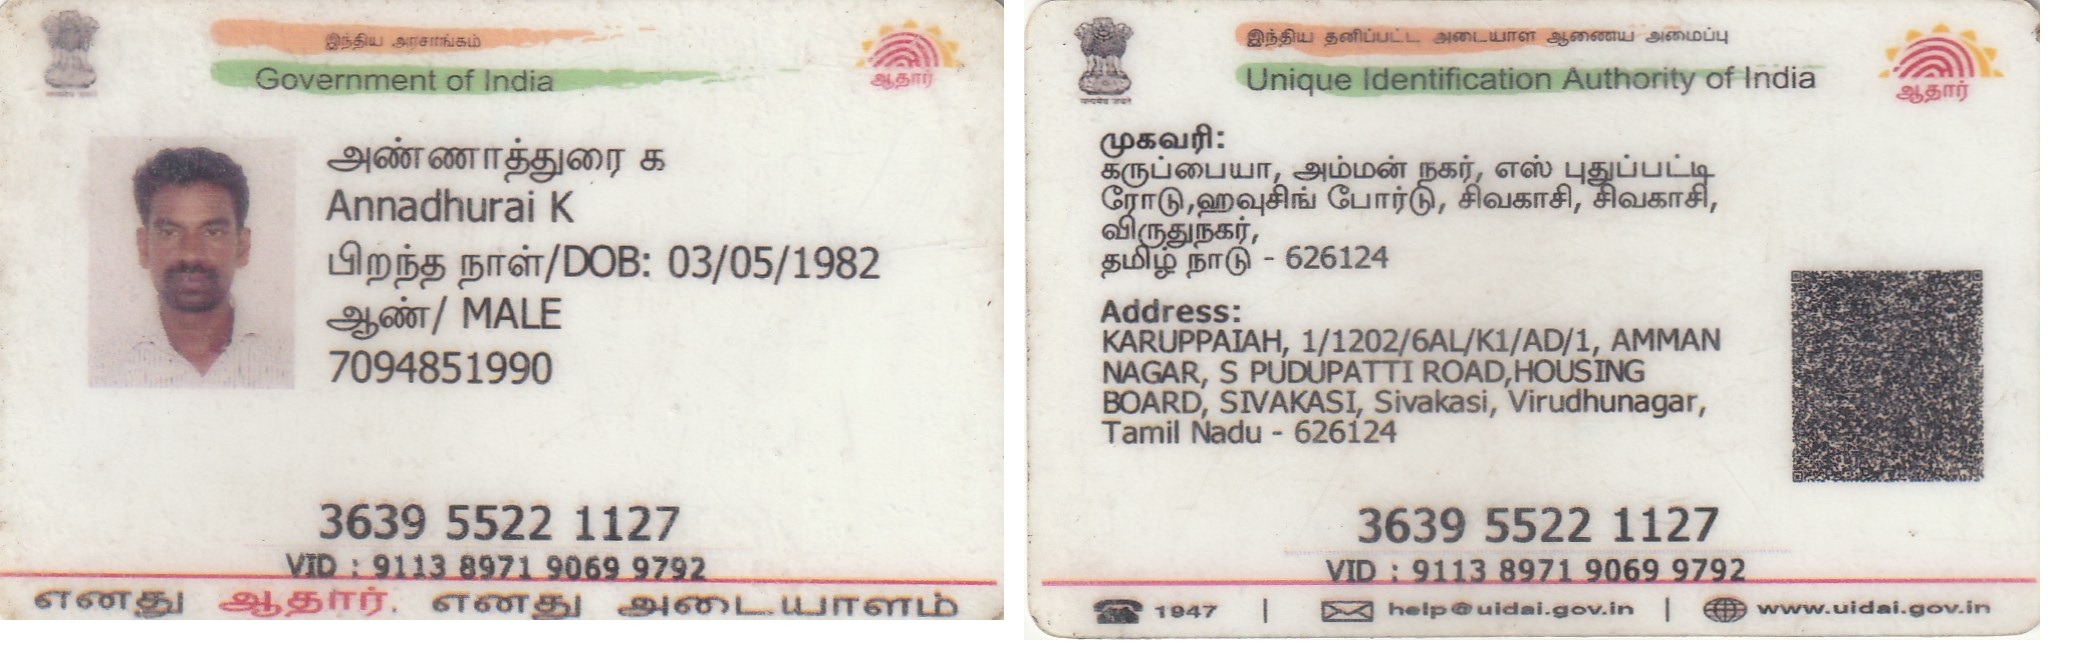 இந்திய அரசாங்கம்
Government of India
ஆதார்
அண்ணாத்துரை க
Annadhurai K
பிறந்த நாள்/DOB: 03/05/1982
ஆண்/ MALE
7094851990
3639 5522 1127
VID : 9113 8971 9069 9792
எனது ஆதார், எனது அடையாளம்
இந்திய தனிப்பட்ட அடையாள ஆணைய அமைப்பு
Unique Identification Authority of India
ஆதார்
முகவரி:
கருப்பையா, அம்மன் நகர், எஸ் புதுப்பட்டி
ரோடு,ஹவுசிங் போர்டு, சிவகாசி, சிவகாசி,
விருதுநகர்,
தமிழ் நாடு - 626124
Address:
KARUPPAIAH, 1/1202/6AL/K1/AD/1, AMMAN
NAGAR, S PUDUPATTI ROAD,HOUSING
BOARD, SIVAKASI, Sivakasi, Virudhunagar,
Tamil Nadu - 626124
3639 5522 1127
VID : 9113 8971 9069 9792
1947 | help@uidai.gov.in | www.uidai.gov.in